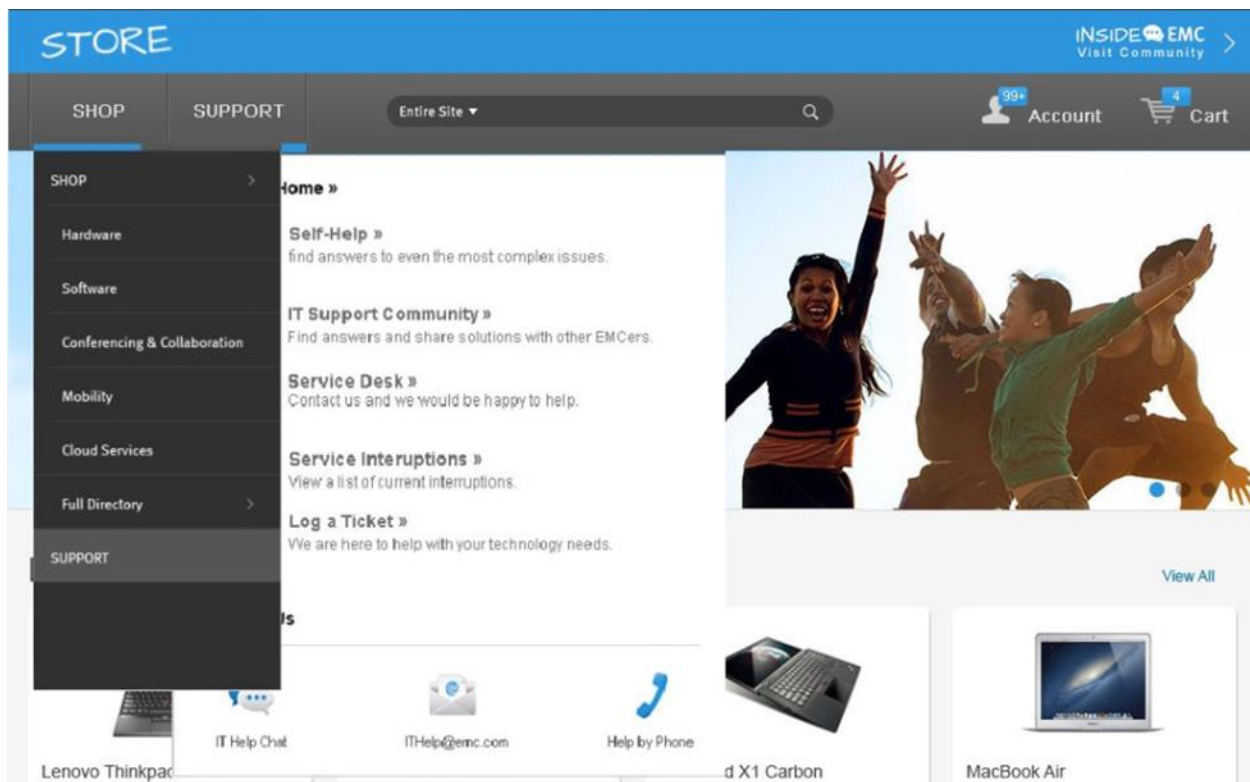 STORE
INSIDE EMC
Visit Community
SHOP
SUPPORT
Entire Site
99+
Account
4
Cart
SHOP
Hardware
Software
Conferencing & Collaboration
Mobility
Cloud Services
Full Directory
SUPPORT
Home »
Self-Help »
find answers to even the most complex issues.
IT Support Community »
Find answers and share solutions with other EMCers.
Service Desk »
Contact us and we would be happy to help.
Service Interuptions »
View a list of current interruptions.
Log a Ticket »
We are here to help with your technology needs.
Us
View All
IT Help Chat
ITHelp@emc.com
Help by Phone
Lenovo Thinkpad
d X1 Carbon
MacBook Air